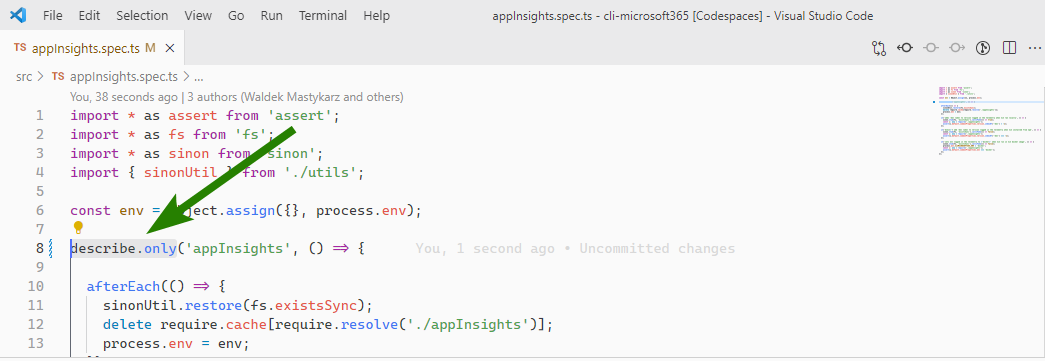 File Edit Selection View Go Run Terminal Help appInsights.spec.ts - cli-microsoft365 [Codespaces] - Visual Studio Code
TS appInsights.spec.ts M
src > TS appInsights.spec.ts > ...
You, 38 seconds ago | 3 authors (Waldek Mastykarz and others)
1 import * as assert from 'assert';
2 import * as fs from 'fs';
3 import * as sinon from 'sinon';
4 import { sinonUtil } from './utils';
5
6 const env = ject.assign({}, process.env);
7
8 describe.only('appInsights', () => { You, 1 second ago • Uncommitted changes
9
10 afterEach(() => {
11 sinonUtil.restore(fs.existsSync);
12 delete require.cache[require.resolve('./appInsights')];
13 process.env = env;